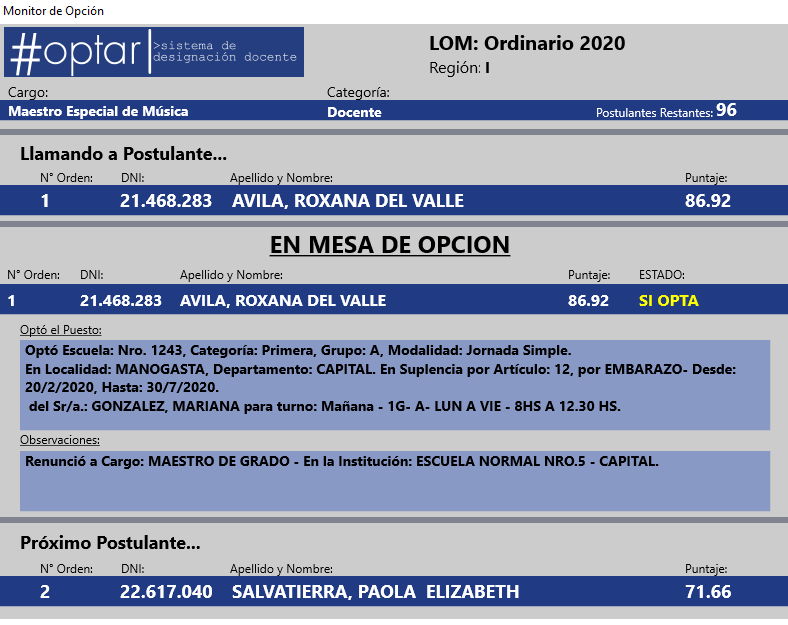 Monitor de Opción
#optar >sistema de
designación docente
LOM: Ordinario 2020
Región: I
Cargo: Categoría:
Maestro Especial de Música Docente Postulantes Restantes: 96
Llamando a Postulante...
N° Orden: DNI: Apellido y Nombre: Puntaje:
1 21.468.283 AVILA, ROXANA DEL VALLE 86.92
EN MESA DE OPCION
N° Orden: DNI: Apellido y Nombre: Puntaje: ESTADO:
1 21.468.283 AVILA, ROXANA DEL VALLE 86.92 SI OPTA
Optó el Puesto:
Optó Escuela: Nro. 1243, Categoría: Primera, Grupo: A, Modalidad: Jornada Simple.
En Localidad: MANOGASTA, Departamento: CAPITAL. En Suplencia por Artículo: 12, por EMBARAZO- Desde:
20/2/2020, Hasta: 30/7/2020.
del Sr/a.: GONZALEZ, MARIANA para turno: Mañana - 1G- A- LUN A VIE - 8HS A 12.30 HS.
Observaciones:
Renunció a Cargo: MAESTRO DE GRADO - En la Institución: ESCUELA NORMAL NRO.5 - CAPITAL.
Próximo Postulante...
N° Orden: DNI: Apellido y Nombre: Puntaje:
2 22.617.040 SALVATIERRA, PAOLA  ELIZABETH 71.66